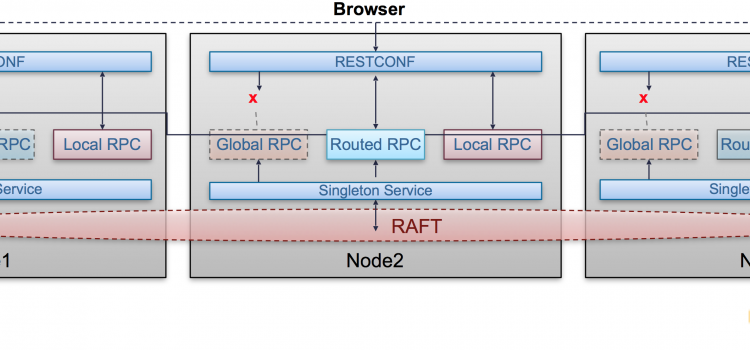 Browser
ONF
RESTCONF
RES
x
x
RPC
Local RPC
Global RPC
Routed RPC
Local RPC
Global RPC
Rou
Service
Singleton Service
Single
RAFT
1
Node2
N